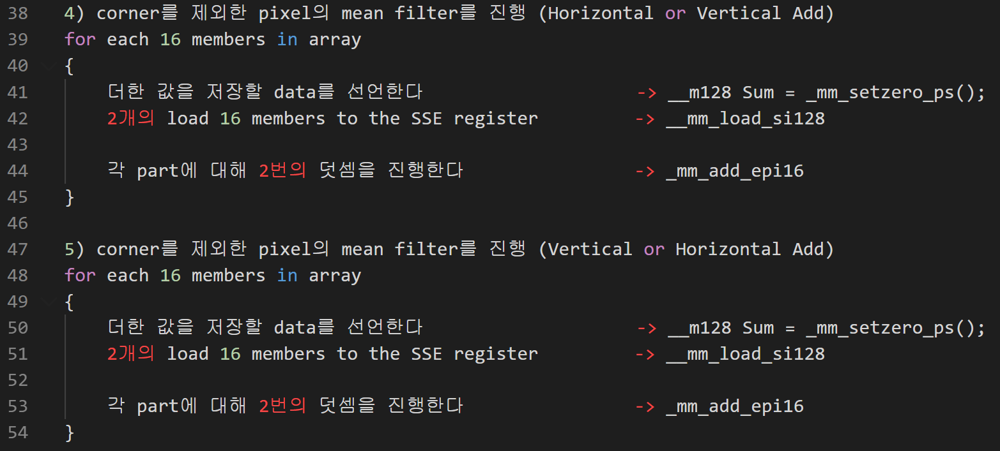 38 4) corner를 제외한 pixel의 mean filter를 진행 (Horizontal or Vertical Add)
39 for each 16 members in array
40 {
41 더한 값을 저장할 data를 선언한다 -> __m128 Sum = _mm_setzero_ps();
42 2개의 load 16 members to the SSE register -> __mm_load_si128
43
44 각 part에 대해 2번의 덧셈을 진행한다 -> _mm_add_epi16
45 }
46
47 5) corner를 제외한 pixel의 mean filter를 진행 (Vertical or Horizontal Add)
48 for each 16 members in array
49 {
50 더한 값을 저장할 data를 선언한다 -> __m128 Sum = _mm_setzero_ps();
51 2개의 load 16 members to the SSE register -> __mm_load_si128
52
53 각 part에 대해 2번의 덧셈을 진행한다 -> _mm_add_epi16
54 }